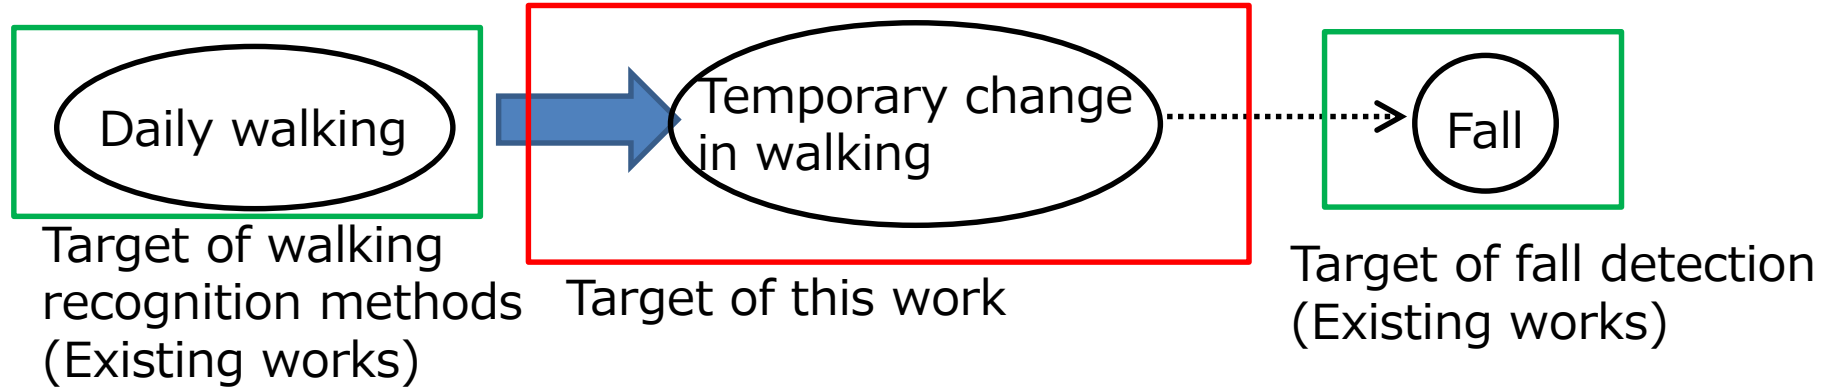 Daily walking
Target of walking
recognition methods
(Existing works)
Temporary change
in walking
Target of this work
Fall
Target of fall detection
(Existing works)